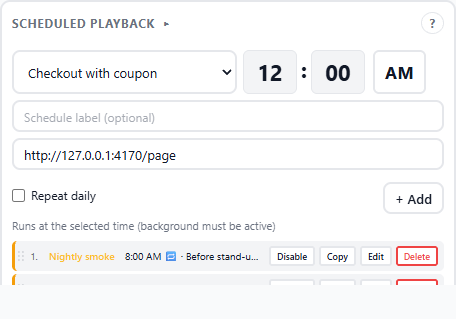 SCHEDULED PLAYBACK ▸ ?
Checkout with coupon 12 : 00 AM
Schedule label (optional)
http://127.0.0.1:4170/page
Repeat daily + Add
Runs at the selected time (background must be active)
1. Nightly smoke 8:00 AM 🔁 · Before stand-u... Disable Copy Edit Delete